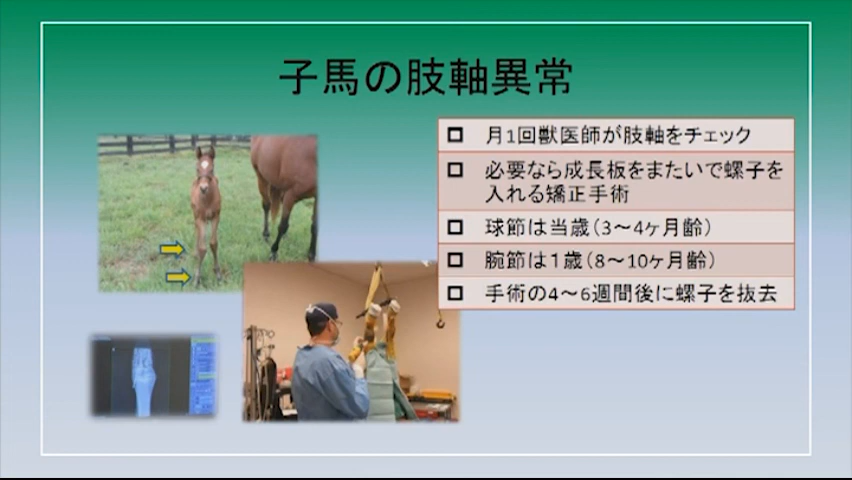 子馬の肢軸異常
月1回獣医師が肢軸をチェック
必要なら成長板をまたいで螺子を
入れる矯正手術
球節は当歳（3～4ヶ月齢）
腕節は１歳（8～10ヶ月齢）
手術の4～6週間後に螺子を抜去